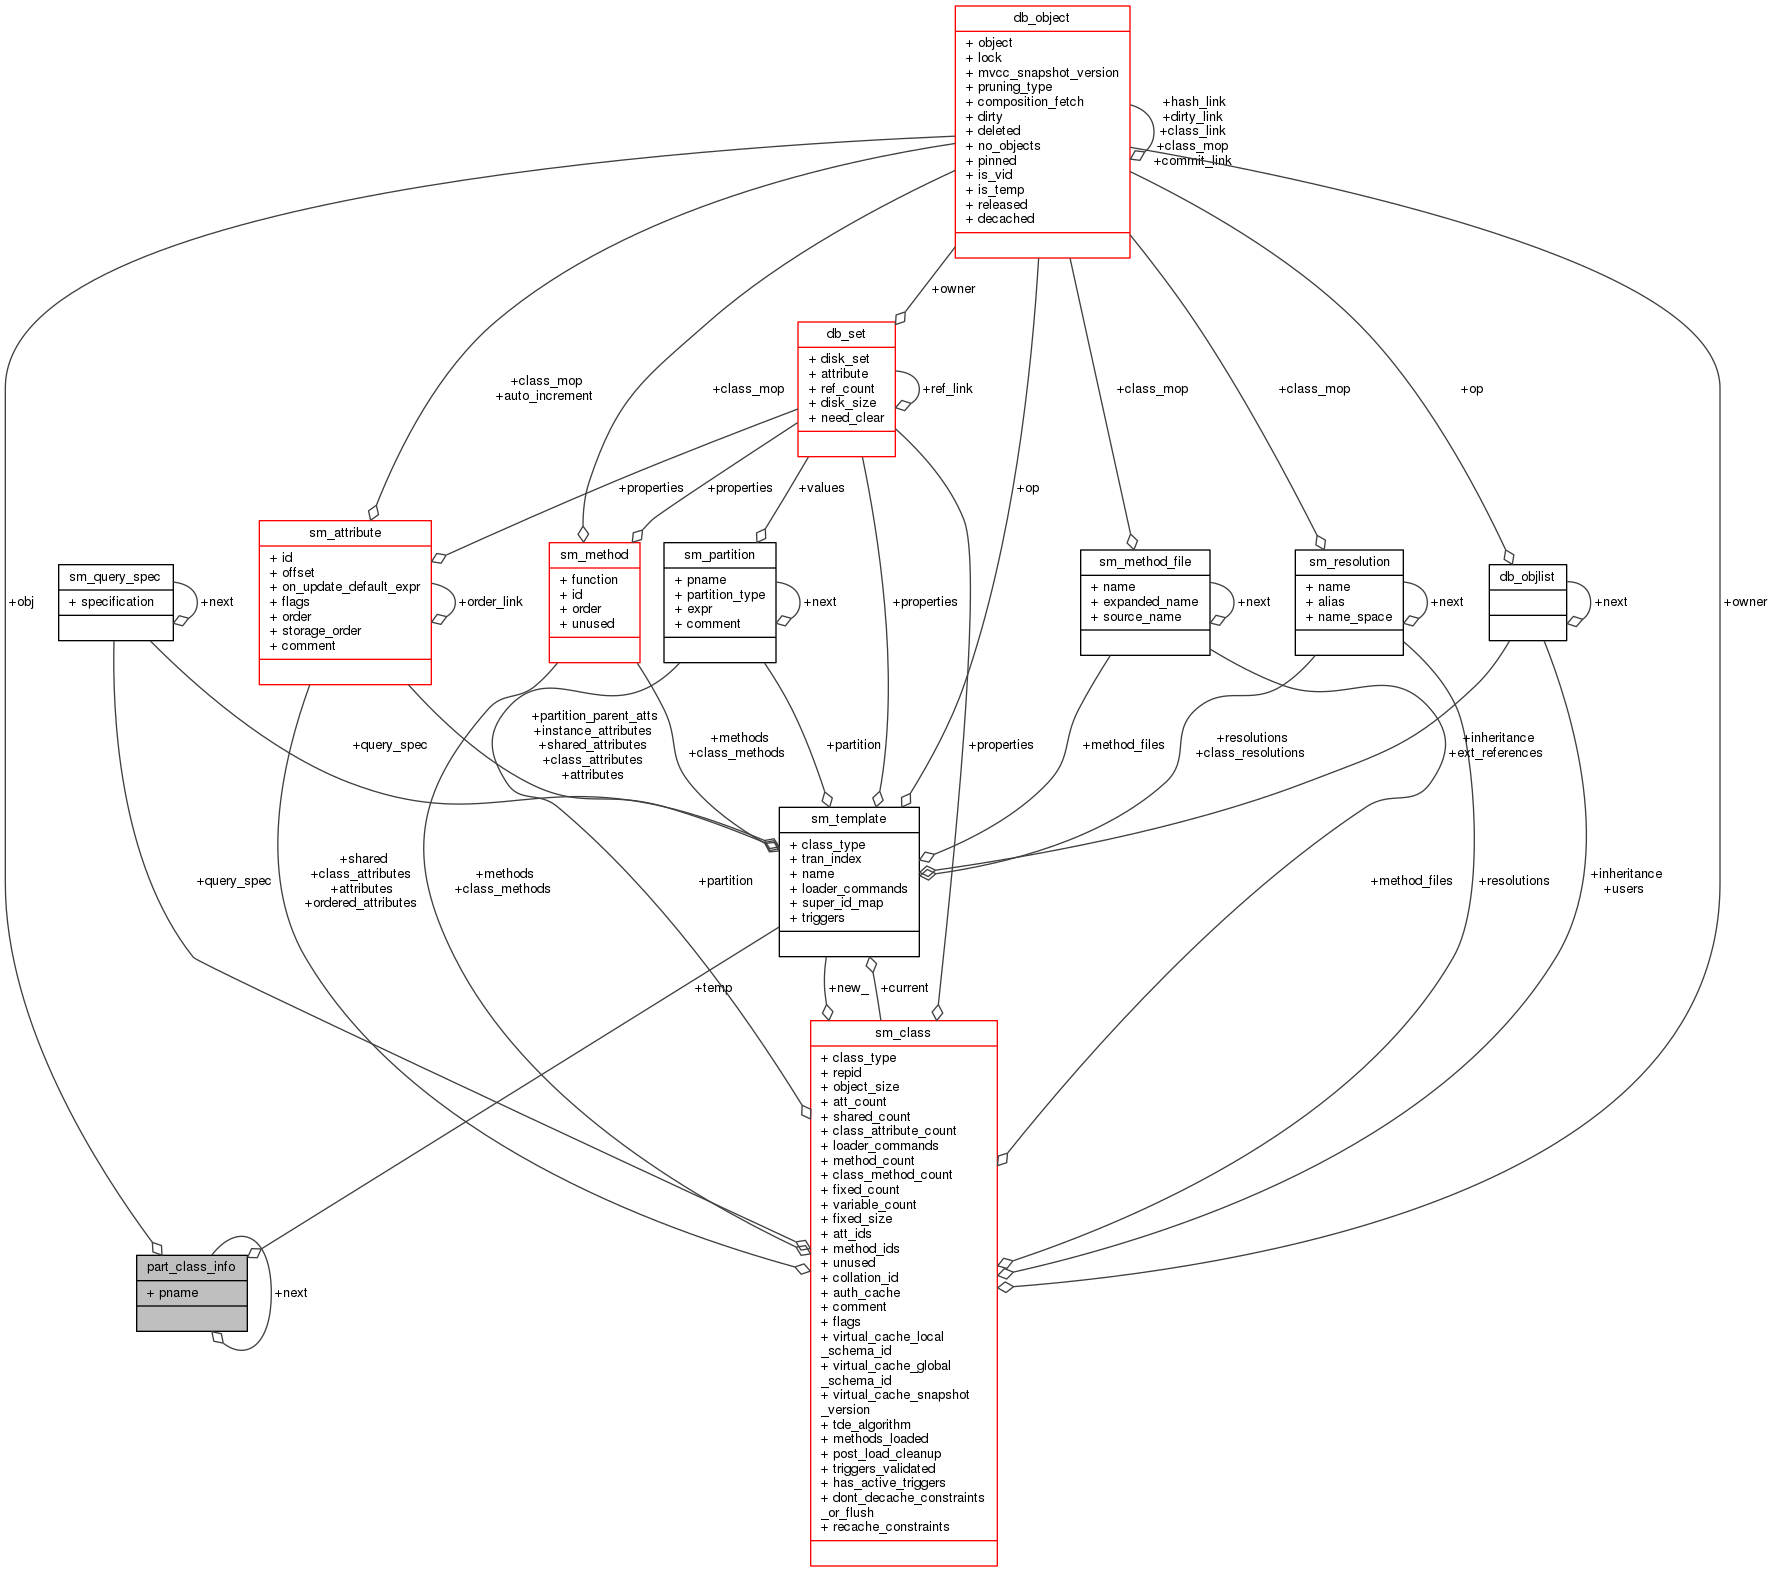 db_object
+ object
+ lock
+ mvcc_snapshot_version
+ pruning_type
+ composition_fetch
+ dirty
+ deleted
+ no_objects
+ pinned
+ is_vid
+ is_temp
+ released
+ decached
+hash_link
+dirty_link
+class_link
+class_mop
+commit_link
+owner
db_set
+ disk_set
+ attribute
+ ref_count
+ disk_size
+ need_clear
+ref_link
+class_mop
+auto_increment
+class_mop
+class_mop
+class_mop
+op
+properties
+properties
+values
+op
sm_attribute
+ id
+ offset
+ on_update_default_expr
+ flags
+ order
+ storage_order
+ comment
+order_link
sm_query_spec
+ specification
+next
sm_method
+ function
+ id
+ order
+ unused
sm_partition
+ pname
+ partition_type
+ expr
+ comment
+next
+properties
sm_method_file
+ name
+ expanded_name
+ source_name
+next
sm_resolution
+ name
+ alias
+ name_space
+next
db_objlist
+next
+obj
+owner
+query_spec
+partition_parent_atts
+instance_attributes
+shared_attributes
+class_attributes
+attributes
+methods
+class_methods
+partition
+properties
+method_files
+resolutions
+class_resolutions
+inheritance
+ext_references
sm_template
+ class_type
+ tran_index
+ name
+ loader_commands
+ super_id_map
+ triggers
+query_spec
+shared
+class_attributes
+attributes
+ordered_attributes
+methods
+class_methods
+partition
+method_files
+resolutions
+inheritance
+users
+temp
+new_
+current
sm_class
+ class_type
+ repid
+ object_size
+ att_count
+ shared_count
+ class_attribute_count
+ loader_commands
+ method_count
+ class_method_count
+ fixed_count
+ variable_count
+ fixed_size
+ att_ids
+ method_ids
+ unused
+ collation_id
+ auth_cache
+ comment
+ flags
+ virtual_cache_local
_schema_id
+ virtual_cache_global
_schema_id
+ virtual_cache_snapshot
_version
+ tde_algorithm
+ methods_loaded
+ post_load_cleanup
+ triggers_validated
+ has_active_triggers
+ dont_decache_constraints
_or_flush
+ recache_constraints
part_class_info
+ pname
+next